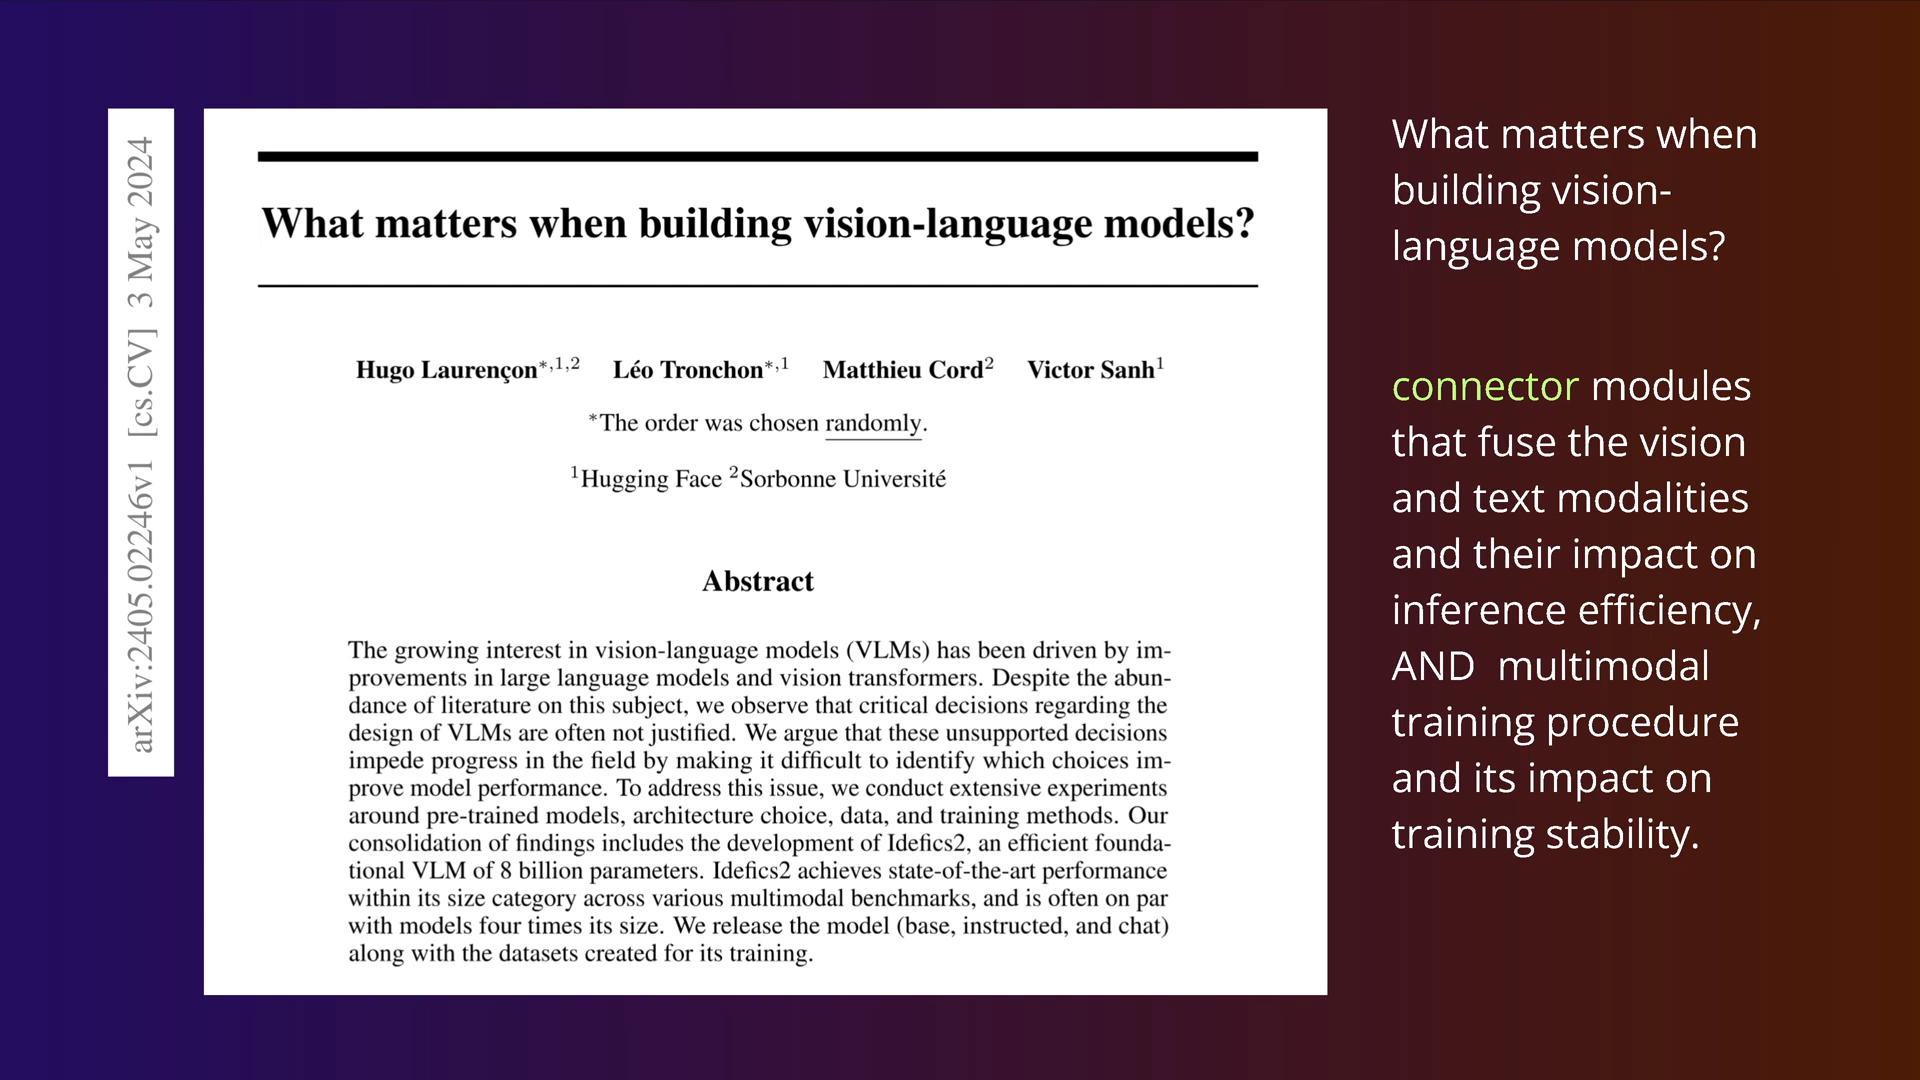 arXiv:2405.02246v1 [cs.CV] 3 May 2024
What matters when building vision-language models?
Hugo Laurençon*,1,2 Léo Tronchon*,1 Matthieu Cord2 Victor Sanh1
*The order was chosen randomly.
1Hugging Face 2Sorbonne Université
Abstract
The growing interest in vision-language models (VLMs) has been driven by im-
provements in large language models and vision transformers. Despite the abun-
dance of literature on this subject, we observe that critical decisions regarding the
design of VLMs are often not justified. We argue that these unsupported decisions
impede progress in the field by making it difficult to identify which choices im-
prove model performance. To address this issue, we conduct extensive experiments
around pre-trained models, architecture choice, data, and training methods. Our
consolidation of findings includes the development of Idefics2, an efficient founda-
tional VLM of 8 billion parameters. Idefics2 achieves state-of-the-art performance
within its size category across various multimodal benchmarks, and is often on par
with models four times its size. We release the model (base, instructed, and chat)
along with the datasets created for its training.
What matters when
building vision-
language models?
connector modules
that fuse the vision
and text modalities
and their impact on
inference efficiency,
AND  multimodal
training procedure
and its impact on
training stability.